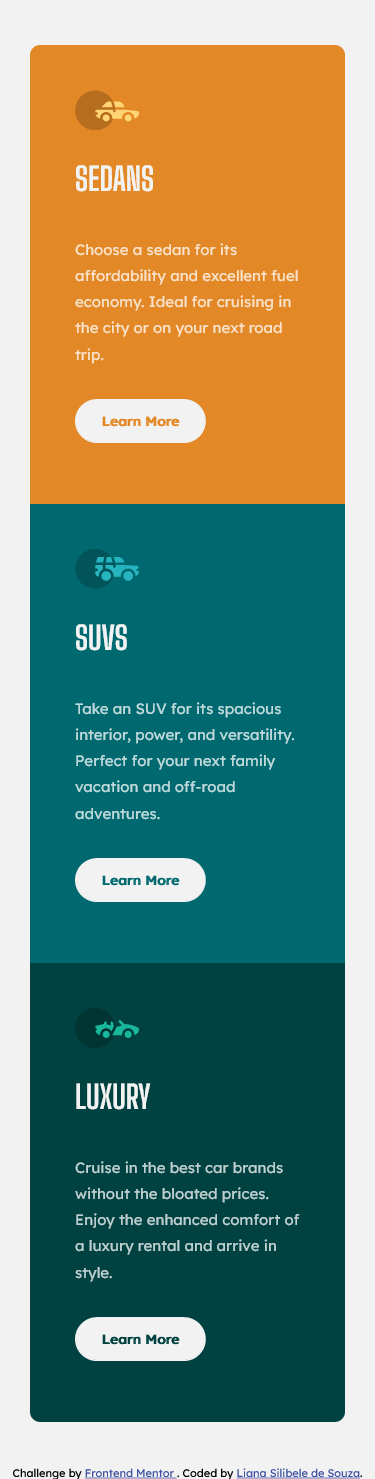 SEDANS
Choose a sedan for its
affordability and excellent fuel
economy. Ideal for cruising in
the city or on your next road
trip.
Learn More
SUVS
Take an SUV for its spacious
interior, power, and versatility.
Perfect for your next family
vacation and off-road
adventures.
Learn More
LUXURY
Cruise in the best car brands
without the bloated prices.
Enjoy the enhanced comfort of
a luxury rental and arrive in
style.
Learn More
Challenge by Frontend Mentor . Coded by Liana Silibele de Souza.